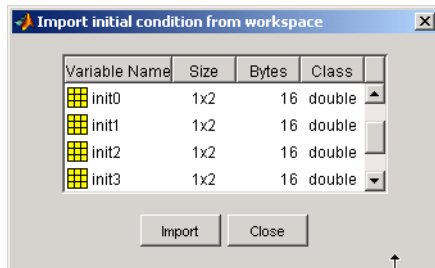 Import initial condition from workspace
Variable Name Size Bytes Class
init0 1x2 16 double
init1 1x2 16 double
init2 1x2 16 double
init3 1x2 16 double
Import Close